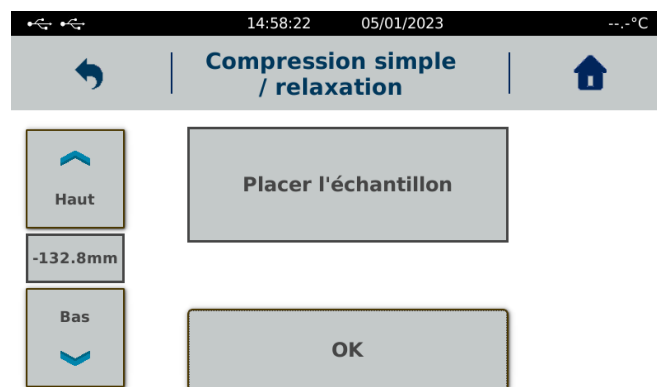 14:58:22 05/01/2023 --.-°C
Compression simple
/ relaxation
Haut
Placer l'échantillon
-132.8mm
Bas
OK